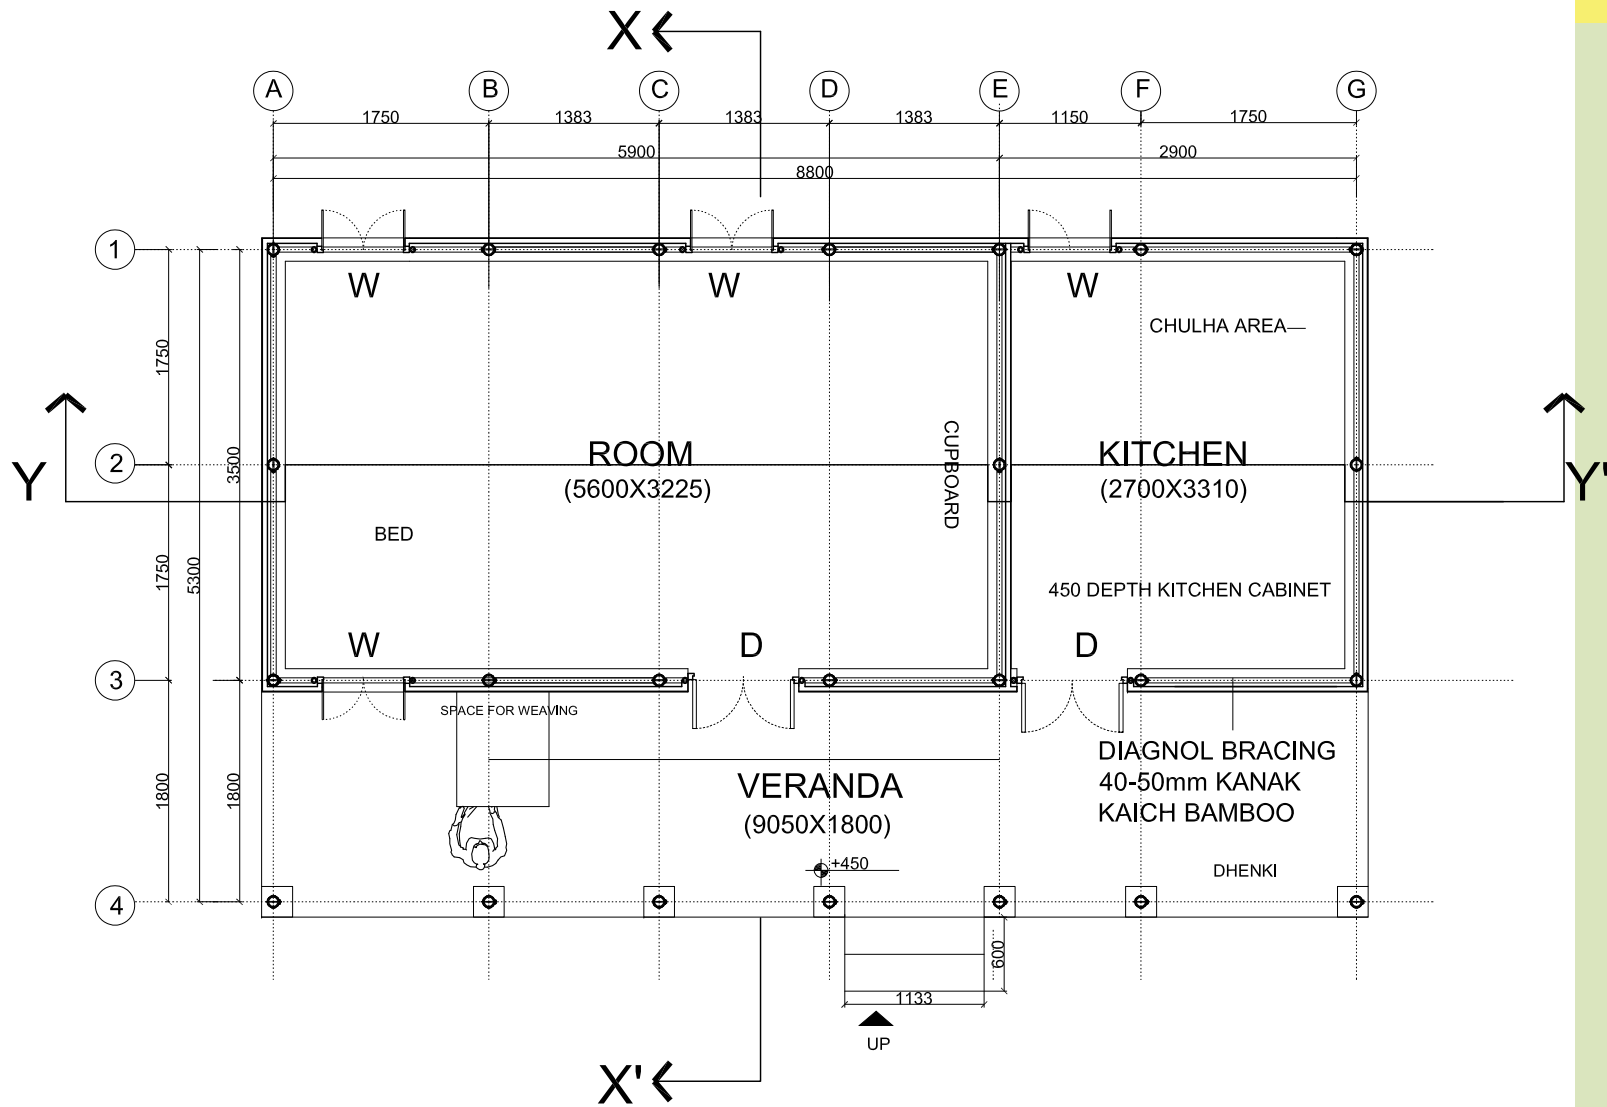 X
A B C D E F G
1750 1383 1383 1383 1150 1750
5900 2900
8800
1
W W W
CHULHA AREA
1750
3500
2
Y
ROOM
(5600X3225)
CUPBOARD
KITCHEN
(2700X3310)
Y'
BED
1750
5300
450 DEPTH KITCHEN CABINET
W D D
3
SPACE FOR WEAVING
1800
1800
VERANDA
(9050X1800)
DIAGNOL BRACING
40-50mm KANAK
KAICH BAMBOO
+450
DHENKI
4
600
1133
UP
X'